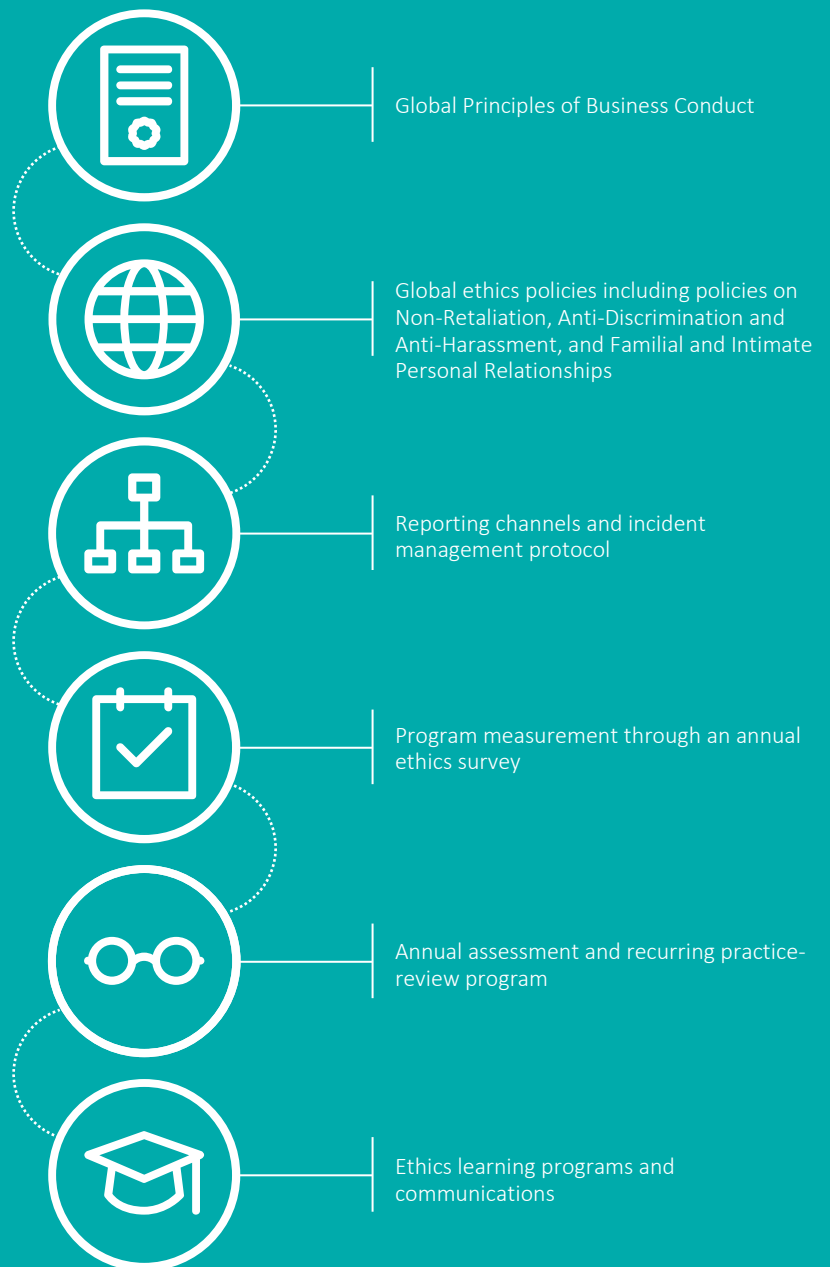 Global Principles of Business Conduct
Global ethics policies including policies on
Non-Retaliation, Anti-Discrimination and
Anti-Harassment, and Familial and Intimate
Personal Relationships
Reporting channels and incident
management protocol
Program measurement through an annual
ethics survey
Annual assessment and recurring practice-
review program
Ethics learning programs and
communications